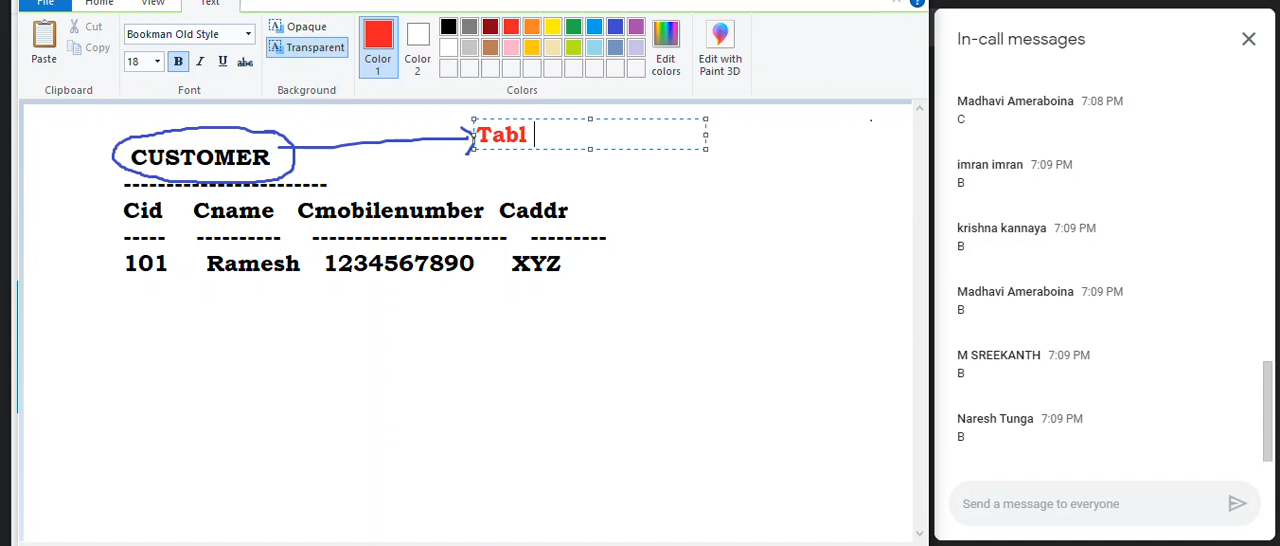 File Home View Text
Paste
Cut
Copy
Clipboard
Bookman Old Style
18 B I U abc
Font
Opaque
Transparent
Background
Color 1
Color 2
Colors
Edit colors
Edit with Paint 3D
CUSTOMER
Tabl
------------------------
Cid Cname Cmobilenumber Caddr
----- ---------- ----------------------- ---------
101 Ramesh 1234567890 XYZ
In-call messages
Madhavi Ameraboina 7:08 PM
C
imran imran 7:09 PM
B
krishna kannaya 7:09 PM
B
Madhavi Ameraboina 7:09 PM
B
M SREEKANTH 7:09 PM
B
Naresh Tunga 7:09 PM
B
Send a message to everyone